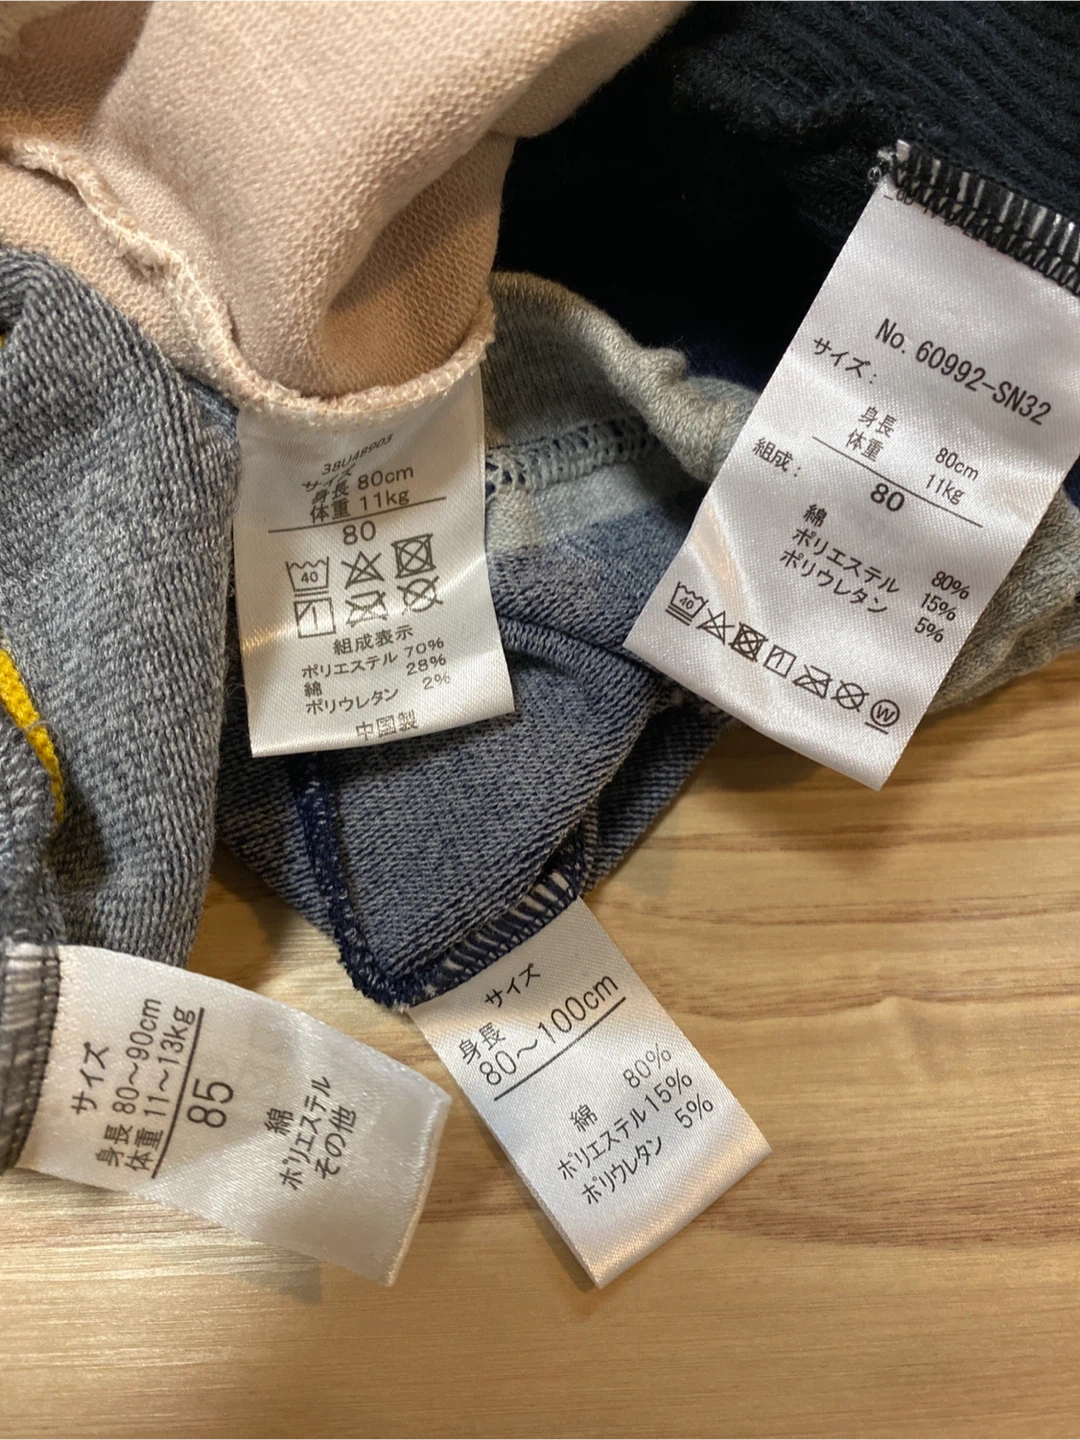 38U48903
サイズ
身長 80cm
体重 11kg
80
40
組成表示
ポリエステル 70%
綿 28%
ポリウレタン 2%
中国製
No. 60992-SN32
サイズ:
身長 80cm
体重 11kg
80
組成:
綿 80%
ポリエステル 15%
ポリウレタン 5%
40
W
サイズ
身長 80～90cm
体重 11～13kg
85
綿
ポリエステル
その他
サイズ
身長
80～100cm
綿 80%
ポリエステル 15%
ポリウレタン 5%